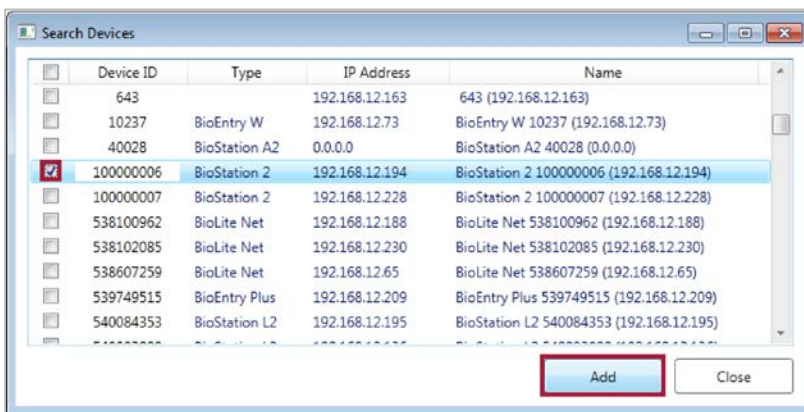 Search Devices
Device ID Type IP Address Name
643 192.168.12.163 643 (192.168.12.163)
10237 BioEntry W 192.168.12.73 BioEntry W 10237 (192.168.12.73)
40028 BioStation A2 0.0.0.0 BioStation A2 40028 (0.0.0.0)
100000006 BioStation 2 192.168.12.194 BioStation 2 100000006 (192.168.12.194)
100000007 BioStation 2 192.168.12.228 BioStation 2 100000007 (192.168.12.228)
538100962 BioLite Net 192.168.12.188 BioLite Net 538100962 (192.168.12.188)
538102085 BioLite Net 192.168.12.230 BioLite Net 538102085 (192.168.12.230)
538607259 BioLite Net 192.168.12.65 BioLite Net 538607259 (192.168.12.65)
539749515 BioEntry Plus 192.168.12.209 BioEntry Plus 539749515 (192.168.12.209)
540084353 BioStation L2 192.168.12.195 BioStation L2 540084353 (192.168.12.195)
Add Close